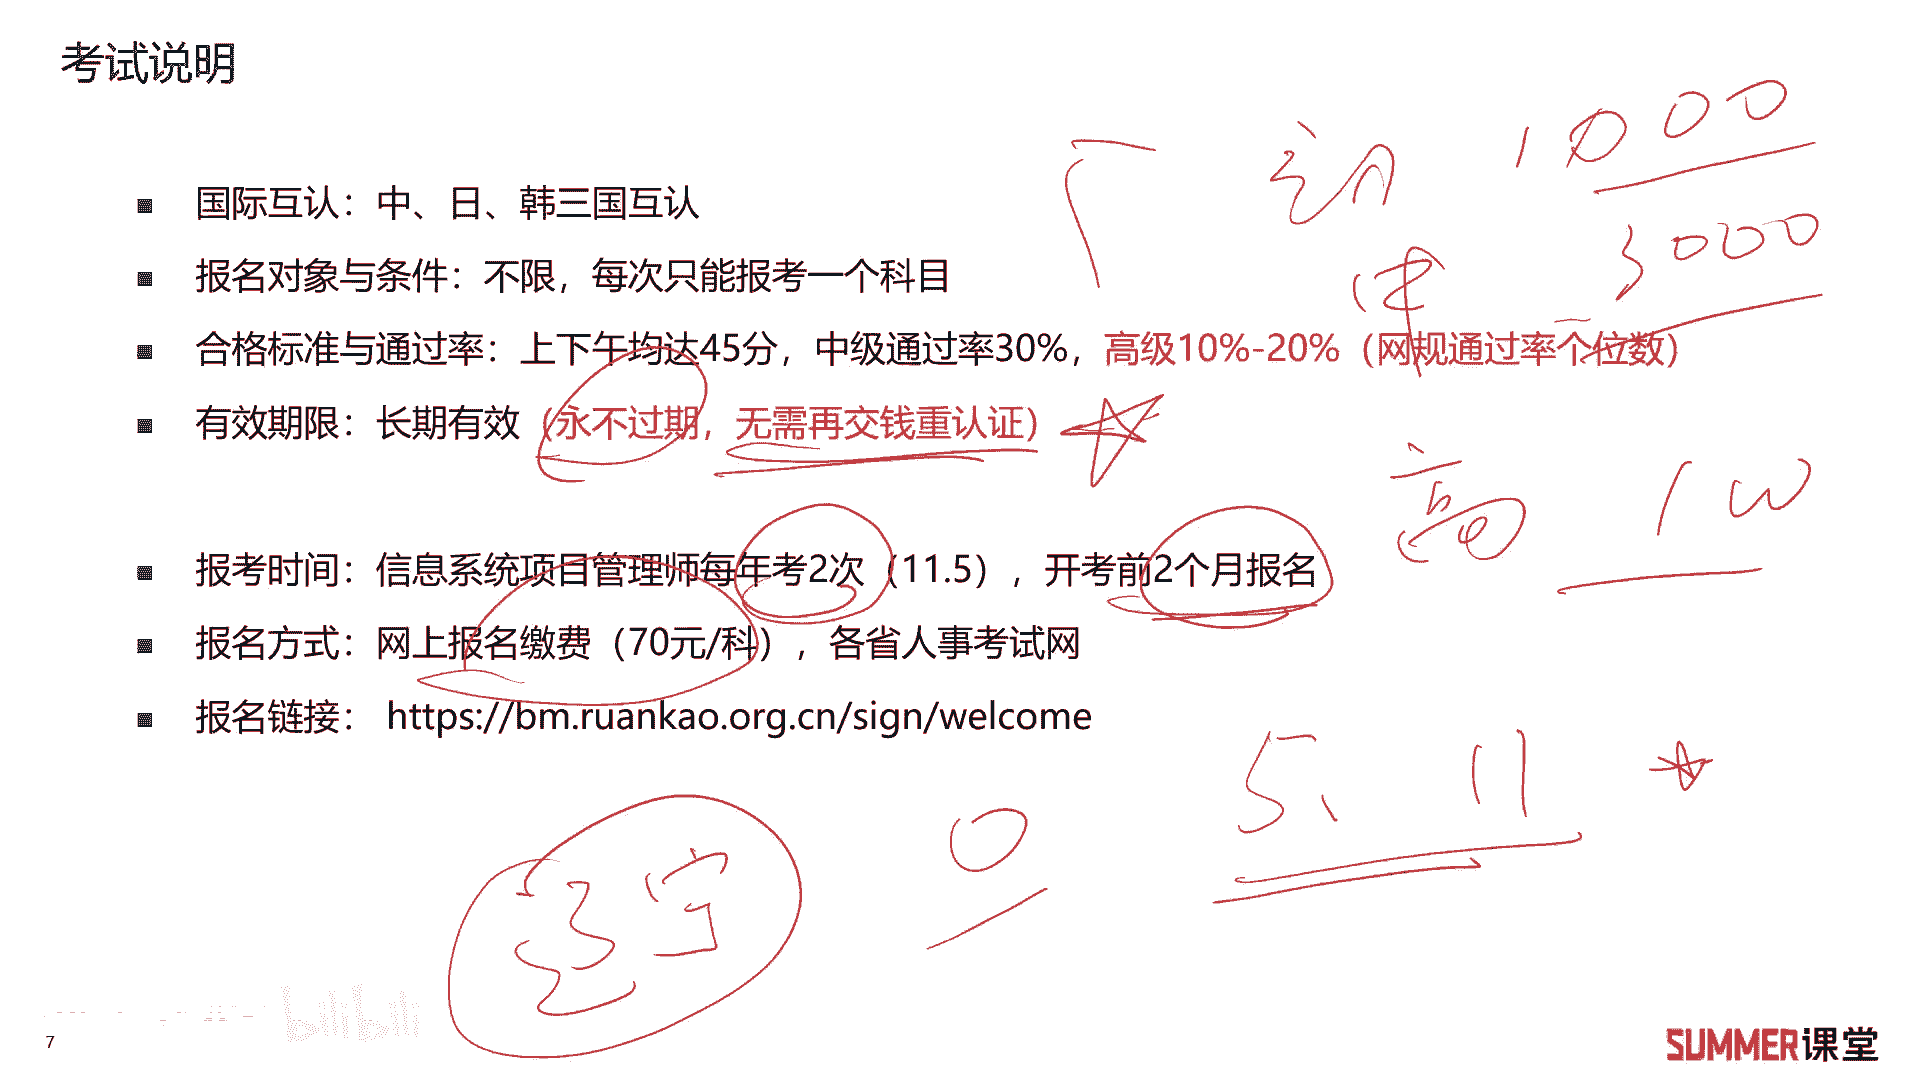 考试说明
初 1000
国际互认：中、日、韩三国互认
中 3000
报名对象与条件：不限，每次只能报考一个科目
合格标准与通过率：上下午均达45分，中级通过率30%，高级10%-20%（网规通过率个位数）
有效期限：长期有效（永不过期，无需再交钱重认证）
高 1W
报考时间：信息系统项目管理师每年考2次（11.5），开考前2个月报名
报名方式：网上报名缴费（70元/科），各省人事考试网
报名链接： https://bm.ruankao.org.cn/sign/welcome
5、11
0
bilibili
7
SUMMER课堂